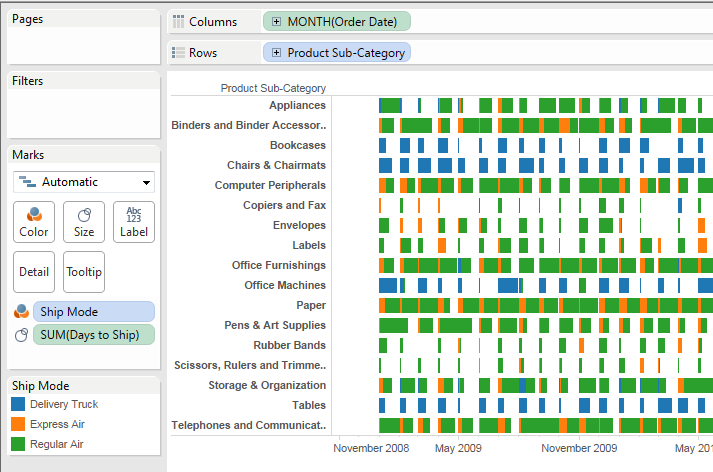 Pages
Columns
MONTH(Order Date)
Rows
Product Sub-Category
Filters
Marks
Automatic
Color
Size
Abc
123
Label
Detail
Tooltip
Ship Mode
SUM(Days to Ship)
Ship Mode
Delivery Truck
Express Air
Regular Air
Product Sub-Category
Appliances
Binders and Binder Accessor..
Bookcases
Chairs & Chairmats
Computer Peripherals
Copiers and Fax
Envelopes
Labels
Office Furnishings
Office Machines
Paper
Pens & Art Supplies
Rubber Bands
Scissors, Rulers and Trimme..
Storage & Organization
Tables
Telephones and Communicat..
November 2008
May 2009
November 2009
May 201